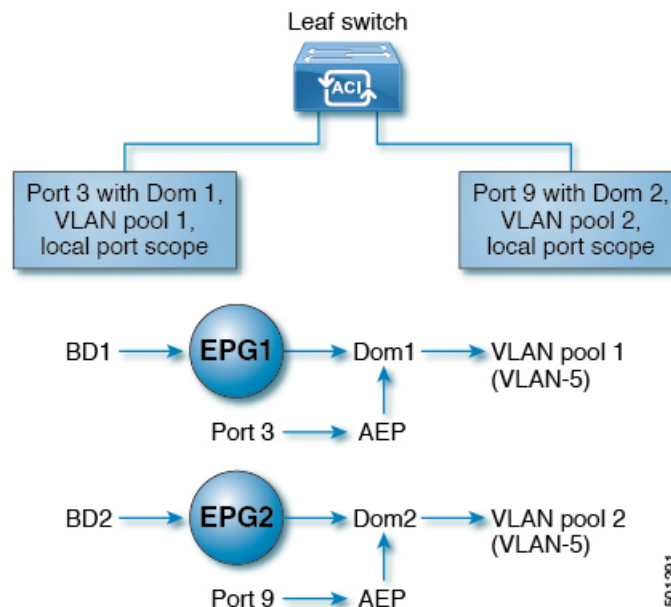 Leaf switch
ACI
Port 3 with Dom 1,
VLAN pool 1,
local port scope
Port 9 with Dom 2,
VLAN pool 2,
local port scope
BD1
EPG1
Dom1
VLAN pool 1
(VLAN-5)
Port 3
AEP
BD2
EPG2
Dom2
VLAN pool 2
(VLAN-5)
Port 9
AEP